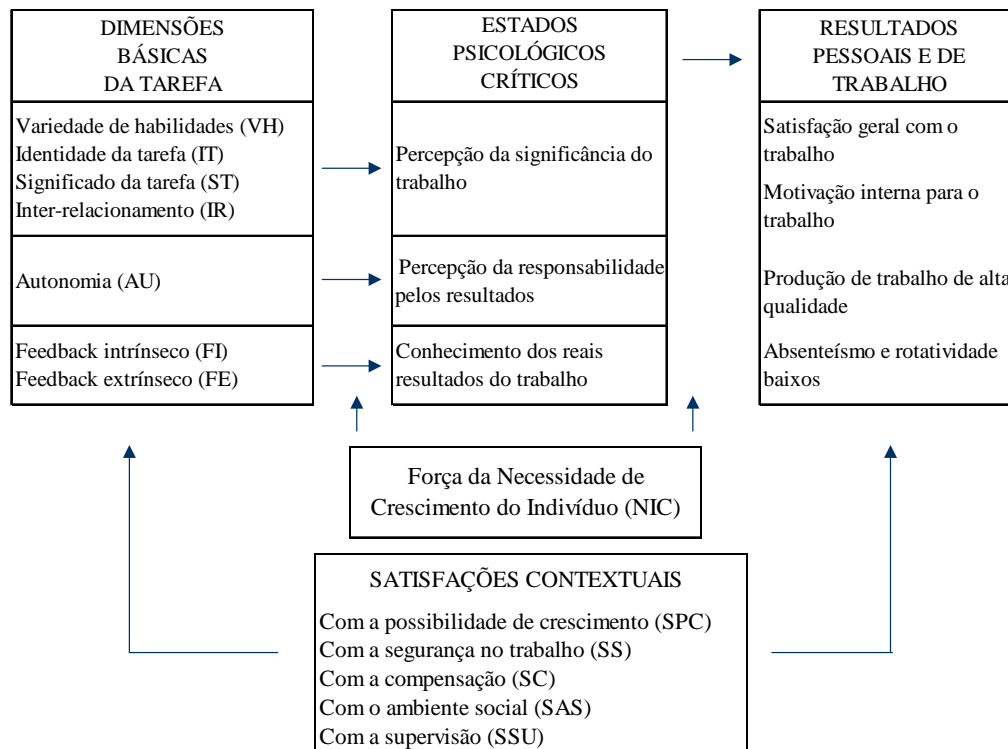 DIMENSÕES
BÁSICAS
DA TAREFA
Variedade de habilidades (VH)
Identidade da tarefa (IT)
Significado da tarefa (ST)
Inter-relacionamento (IR)
Autonomia (AU)
Feedback intrínseco (FI)
Feedback extrínseco (FE)
ESTADOS
PSICOLÓGICOS
CRÍTICOS
Percepção da significância do
trabalho
Percepção da responsabilidade
pelos resultados
Conhecimento dos reais
resultados do trabalho
RESULTADOS
PESSOAIS E DE
TRABALHO
Satisfação geral com o
trabalho
Motivação interna para o
trabalho
Produção de trabalho de alta
qualidade
Absenteísmo e rotatividade
baixos
Força da Necessidade de
Crescimento do Indivíduo (NIC)
SATISFAÇÕES CONTEXTUAIS
Com a possibilidade de crescimento (SPC)
Com a segurança no trabalho (SS)
Com a compensação (SC)
Com o ambiente social (SAS)
Com a supervisão (SSU)